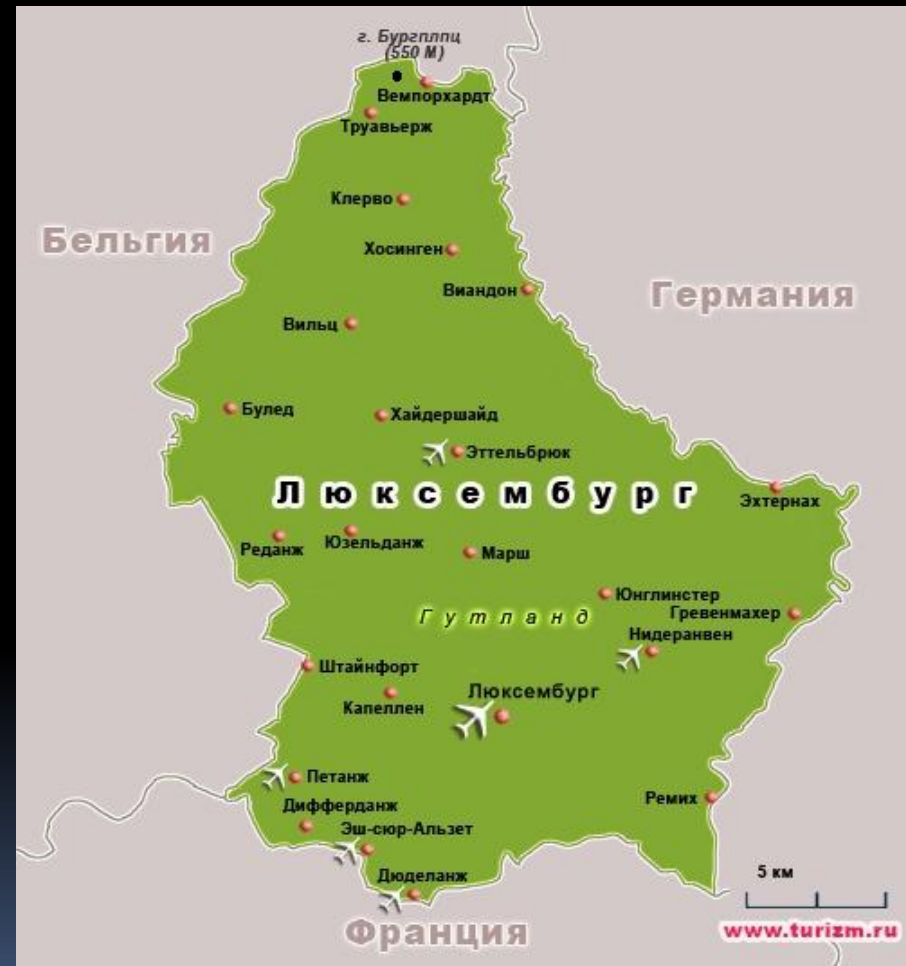 г. Бургплпц
(550 М)
Вемпорхардт
Труавьерж
Клерво
Бельгия
Хосинген
Виандон
Германия
Вильц
Булед
Хайдершайд
Эттельбрюк
Люксембург
Эхтернах
Реданж
Юзельданж
Марш
Юнглинстер
Гутланд
Гревенмахер
Нидеранвен
Штайнфорт
Капеллен
Люксембург
Петанж
Ремих
Дифферданж
Эш-сюр-Альзет
Дюделанж
5 км
Франция
www.turizm.ru